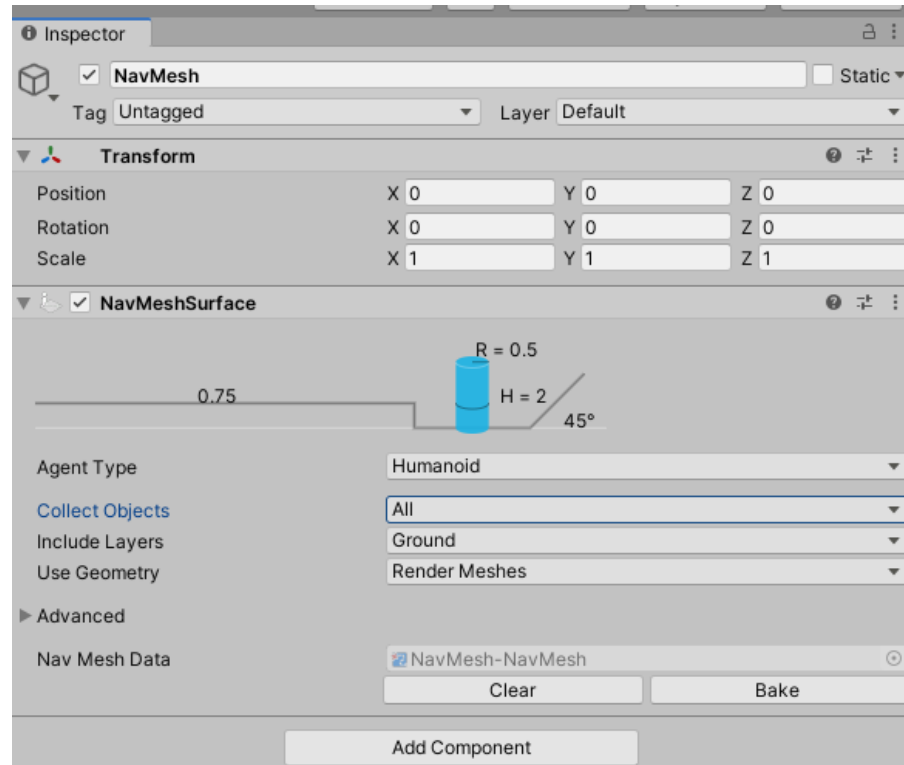 Inspector
NavMesh
Static
Tag Untagged Layer Default
Transform
Position X 0 Y 0 Z 0
Rotation X 0 Y 0 Z 0
Scale X 1 Y 1 Z 1
NavMeshSurface
R = 0.5
0.75 H = 2
45°
Agent Type Humanoid
Collect Objects All
Include Layers Ground
Use Geometry Render Meshes
Advanced
Nav Mesh Data NavMesh-NavMesh
Clear Bake
Add Component